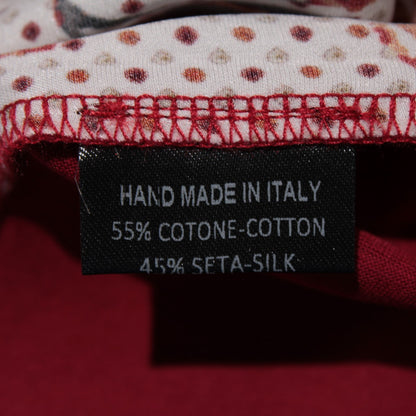 HAND MADE IN ITALY
55% COTONE-COTTON
45% SETA-SILK